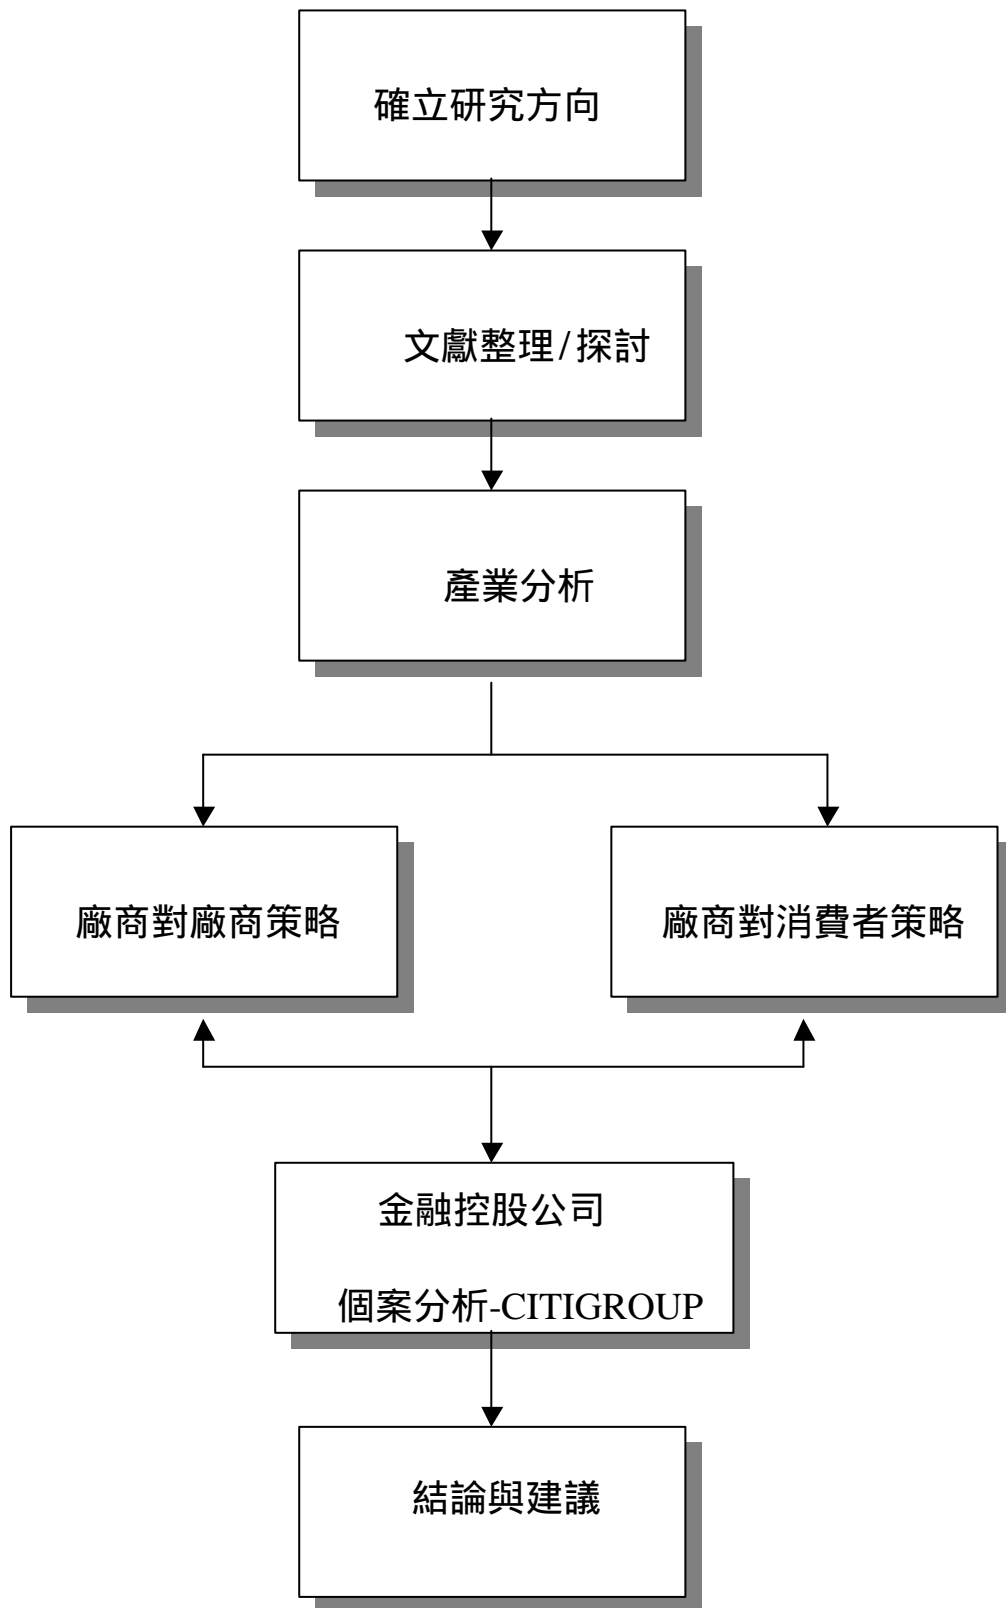 確立研究方向
文獻整理/探討
產業分析
廠商對廠商策略
廠商對消費者策略
金融控股公司
個案分析-CITIGROUP
結論與建議